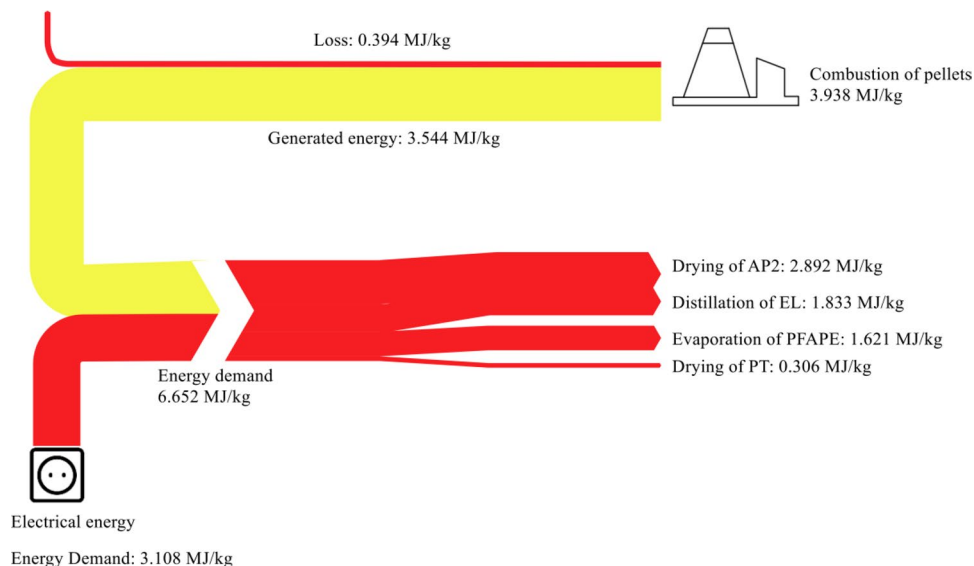 Loss: 0.394 MJ/kg
Combustion of pellets
3.938 MJ/kg
Generated energy: 3.544 MJ/kg
Drying of AP2: 2.892 MJ/kg
Distillation of EL: 1.833 MJ/kg
Evaporation of PFAPE: 1.621 MJ/kg
Drying of PT: 0.306 MJ/kg
Energy demand
6.652 MJ/kg
Electrical energy
Energy Demand: 3.108 MJ/kg